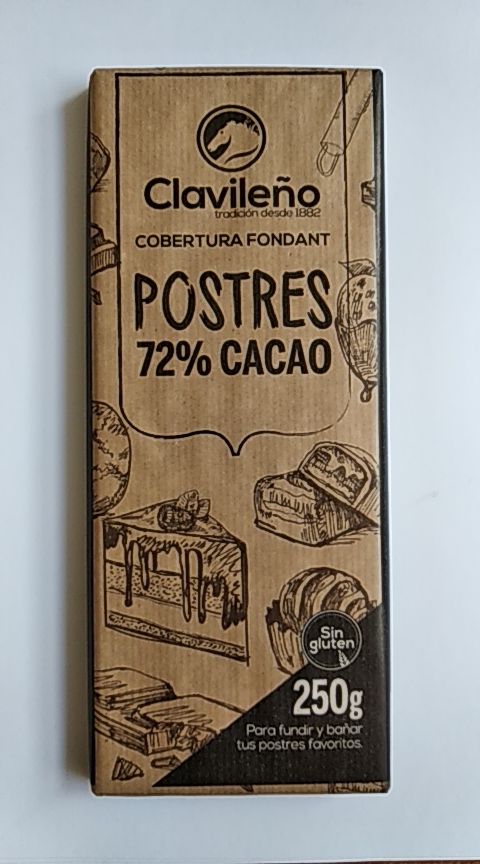 Clavileño
tradición desde 1882
COBERTURA FONDANT
POSTRES
72% CACAO
Sin
gluten
250g
Para fundir y bañar
tus postres favoritos.